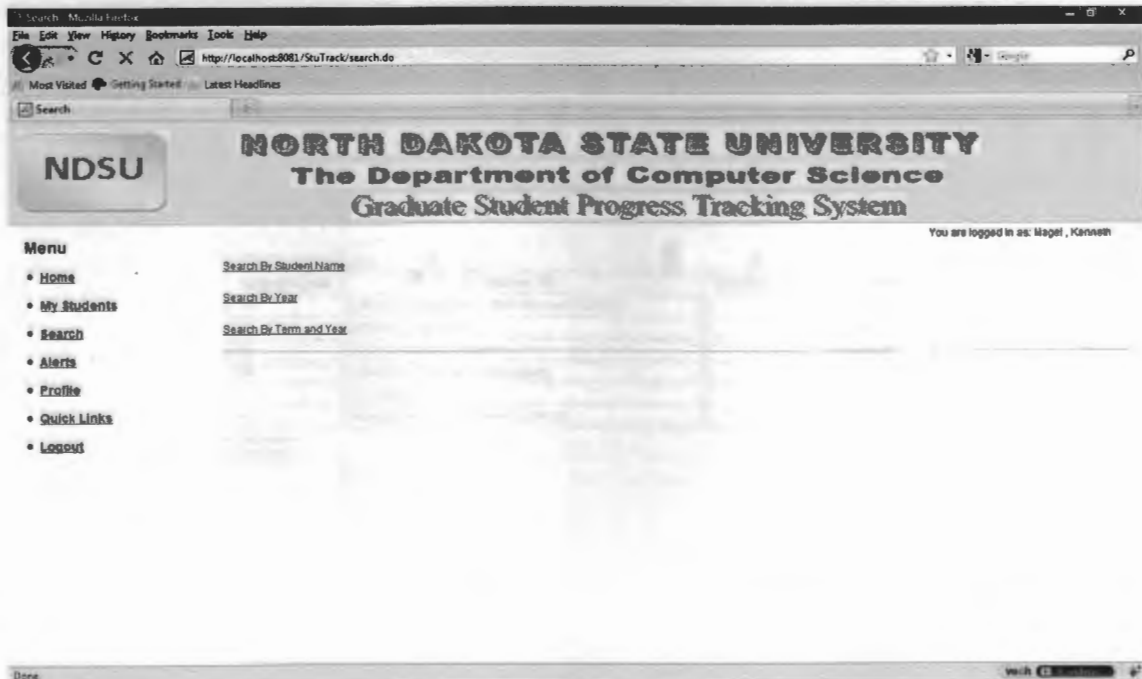 Search - Mozilla Firefox
File Edit View History Bookmarks Tools Help
http://localhost:8081/StuTrack/search.do
Google
Most Visited Getting Started Latest Headlines
Search
NDSU
NORTH DAKOTA STATE UNIVERSITY
The Department of Computer Science
Graduate Student Progress Tracking System
You are logged in as: Magel , Kenneth
Menu
• Home
• My Students
• Search
• Alerts
• Profile
• Quick Links
• Logout
Search By Student Name
Search By Year
Search By Term and Year
Done